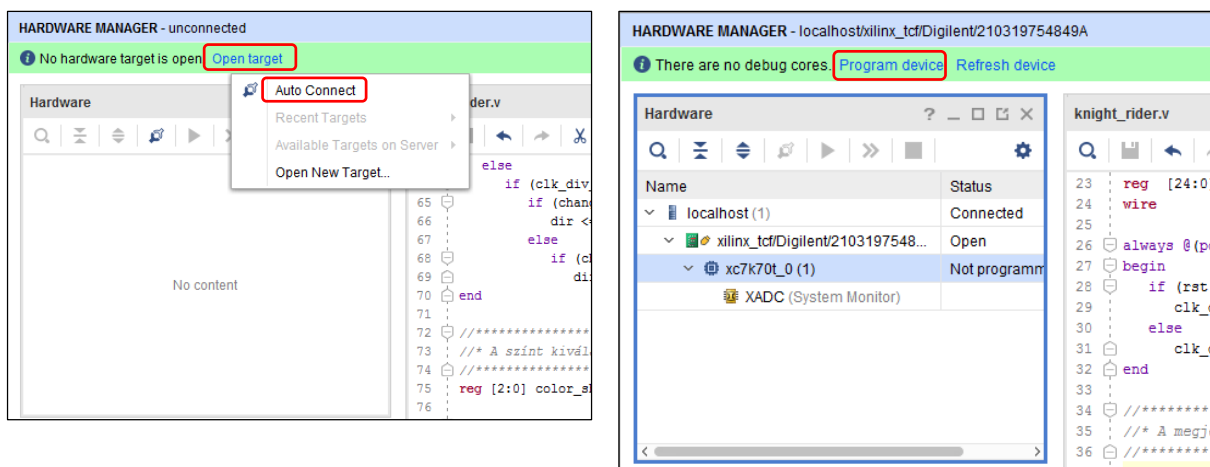 HARDWARE MANAGER - unconnected
No hardware target is open. Open target
Auto Connect
Recent Targets
Available Targets on Server
Open New Target...
Hardware
No content
der.v
else
if (clk_div_
65 if (chan
66 dir <
67 else
68 if (c
69 di
70 end
71
72 //***************
73 //* A színt kivál
74 //***************
75 reg [2:0] color_s
76
HARDWARE MANAGER - localhost/xilinx_tcf/Digilent/210319754849A
There are no debug cores. Program device Refresh device
Hardware
Name Status
localhost (1) Connected
xilinx_tcf/Digilent/2103197548... Open
xc7k70t_0 (1) Not programm
XADC (System Monitor)
knight_rider.v
23 reg [24:0
24 wire
25
26 always @(po
27 begin
28 if (rst
29 clk_
30 else
31 clk_
32 end
33
34 //********
35 //* A megj
36 //********